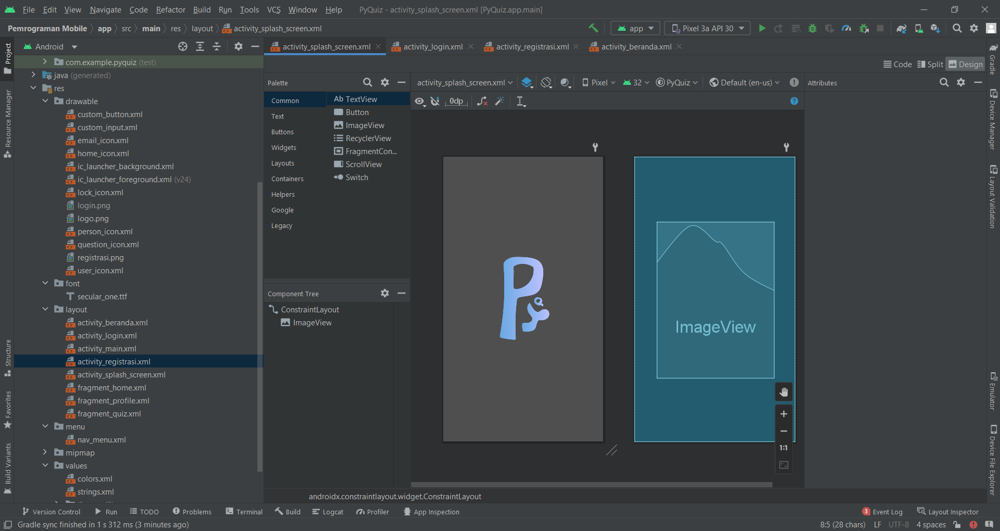 File Edit View Navigate Code Refactor Build Run Tools VCS Window Help PyQuiz - activity_splash_screen.xml [PyQuiz.app.main]
Pemrograman Mobile app src main res layout activity_splash_screen.xml app Pixel 3a API 30
Project
Resource Manager
Structure
Favorites
Build Variants
Android
com.example.pyquiz (test)
java (generated)
res
drawable
custom_button.xml
custom_input.xml
email_icon.xml
home_icon.xml
ic_launcher_background.xml
ic_launcher_foreground.xml (v24)
lock_icon.xml
login.png
logo.png
person_icon.xml
question_icon.xml
registrasi.png
user_icon.xml
font
secular_one.ttf
layout
activity_beranda.xml
activity_login.xml
activity_main.xml
activity_registrasi.xml
activity_splash_screen.xml
fragment_home.xml
fragment_profile.xml
fragment_quiz.xml
menu
nav_menu.xml
mipmap
values
colors.xml
strings.xml
activity_splash_screen.xml activity_login.xml activity_registrasi.xml activity_beranda.xml
Code Split Design
Palette
Common
Text
Buttons
Widgets
Layouts
Containers
Helpers
Google
Legacy
Ab TextView
Button
ImageView
RecyclerView
FragmentCon...
ScrollView
Switch
Component Tree
ConstraintLayout
ImageView
activity_splash_screen.xml Pixel 32 PyQuiz Default (en-us)
0dp
Py
ImageView
1:1
androidx.constraintlayout.widget.ConstraintLayout
Attributes
Gradle
Device Manager
Layout Validation
Emulator
Device File Explorer
Version Control Run TODO Problems Terminal Build Logcat Profiler App Inspection 3 Event Log Layout Inspector
Gradle sync finished in 1 s 312 ms (3 minutes ago) 8:5 (28 chars) LF UTF-8 4 spaces